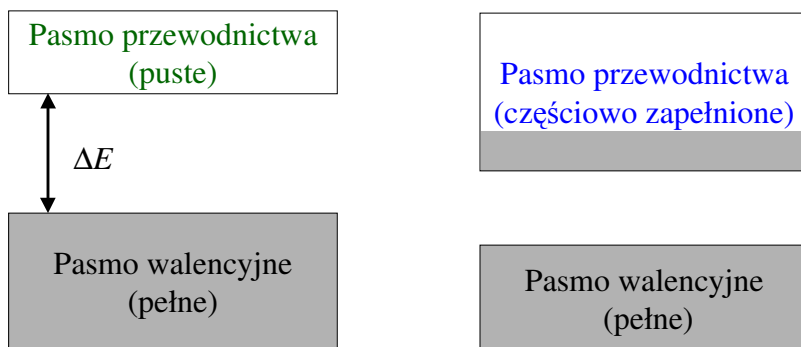 Pasmo przewodnictwa
(puste)
ΔE
Pasmo walencyjne
(pełne)
Pasmo przewodnictwa
(częściowo zapełnione)
Pasmo walencyjne
(pełne)